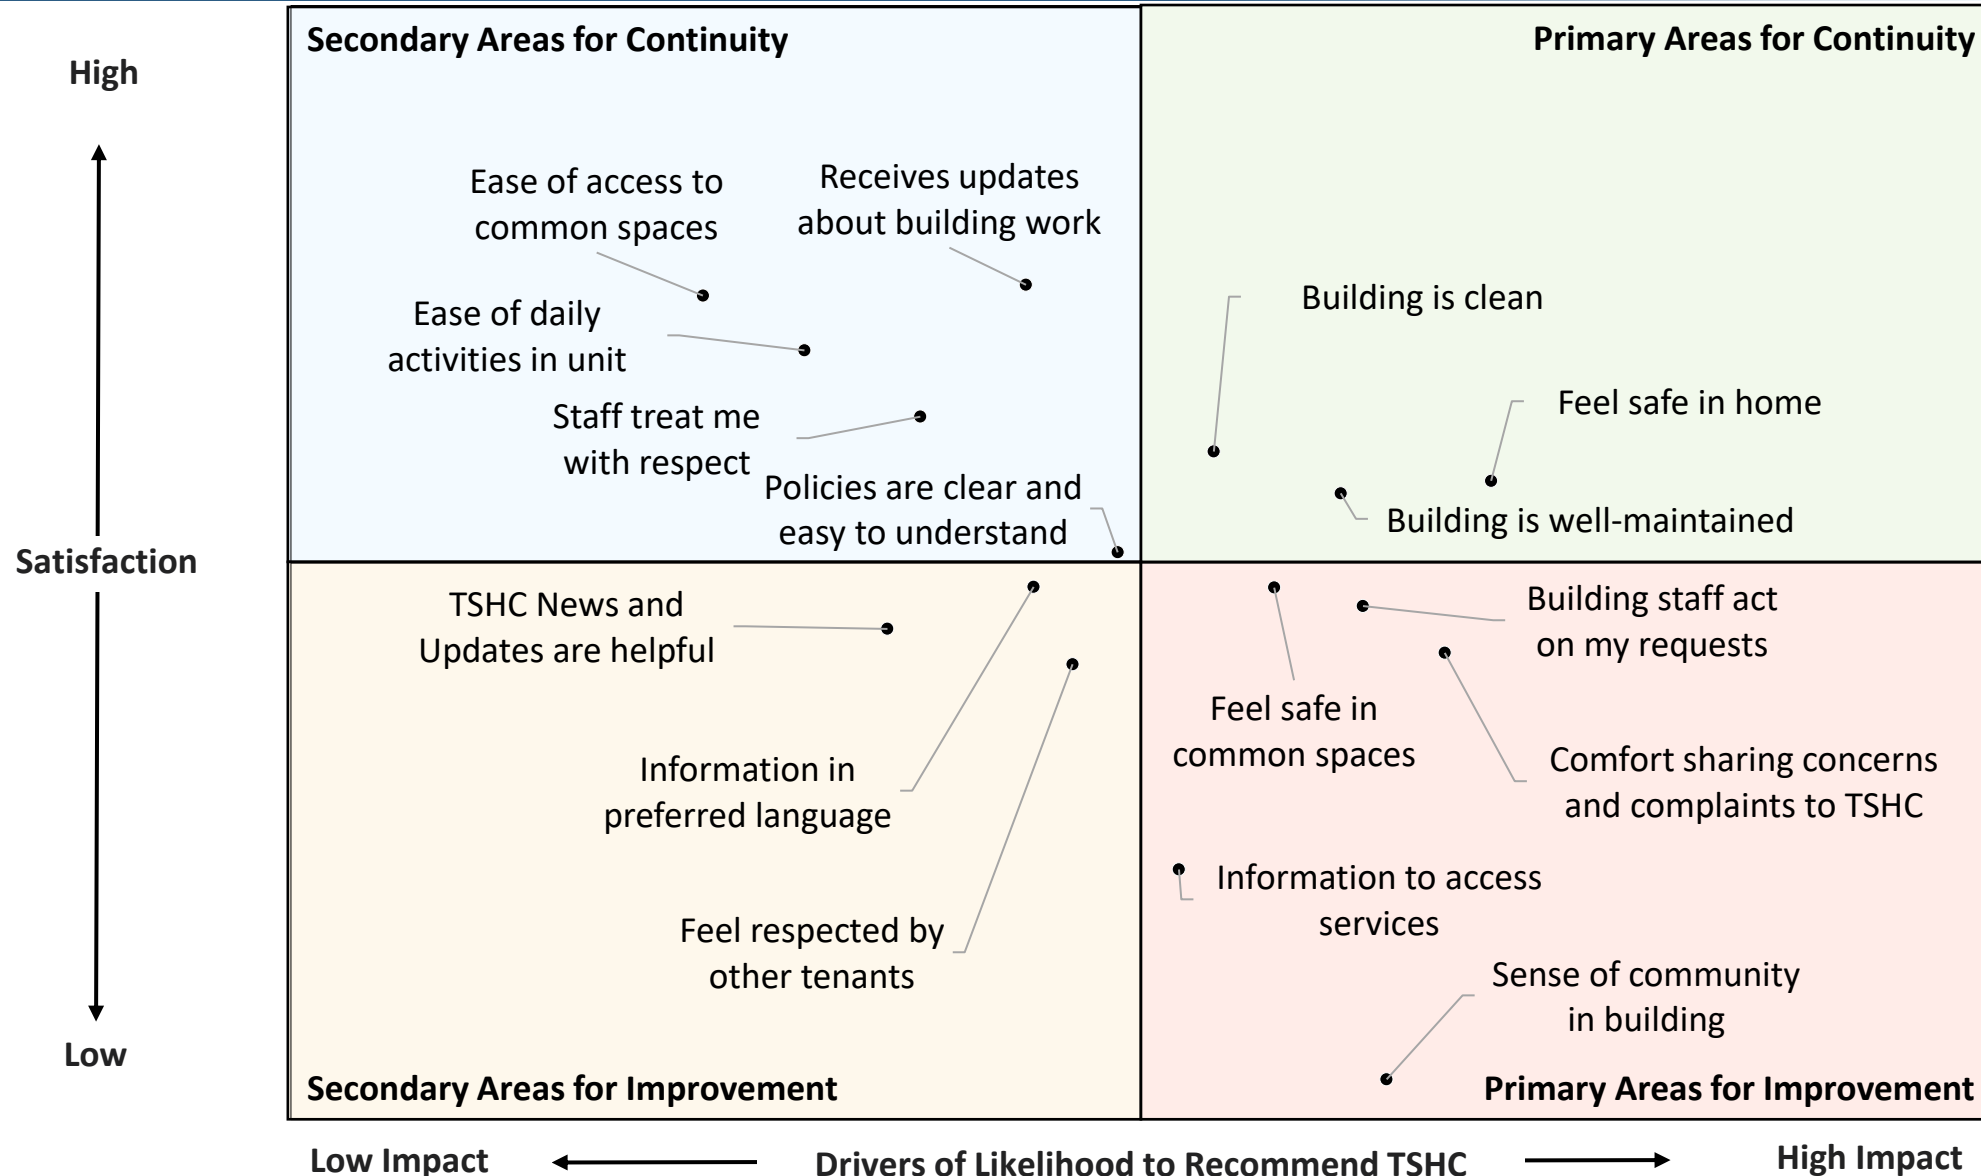 Secondary Areas for Continuity
Primary Areas for Continuity
High
Ease of access to
common spaces
Receives updates
about building work
Building is clean
Ease of daily
activities in unit
Feel safe in home
Staff treat me
with respect
Policies are clear and
easy to understand
Building is well-maintained
Satisfaction
TSHC News and
Updates are helpful
Building staff act
on my requests
Feel safe in
common spaces
Information in
preferred language
Comfort sharing concerns
and complaints to TSHC
Information to access
services
Feel respected by
other tenants
Sense of community
in building
Low
Secondary Areas for Improvement
Primary Areas for Improvement
Low Impact
Drivers of Likelihood to Recommend TSHC
High Impact